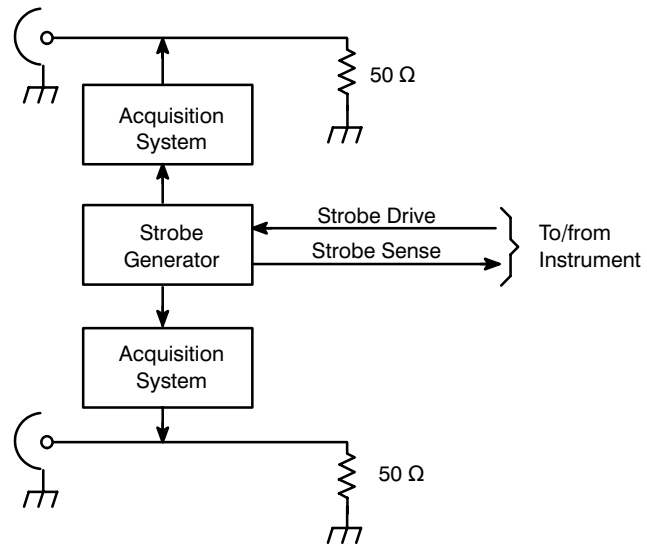 50 Ω
Acquisition
System
Strobe
Generator
Strobe Drive
Strobe Sense
To/from
Instrument
Acquisition
System
50 Ω